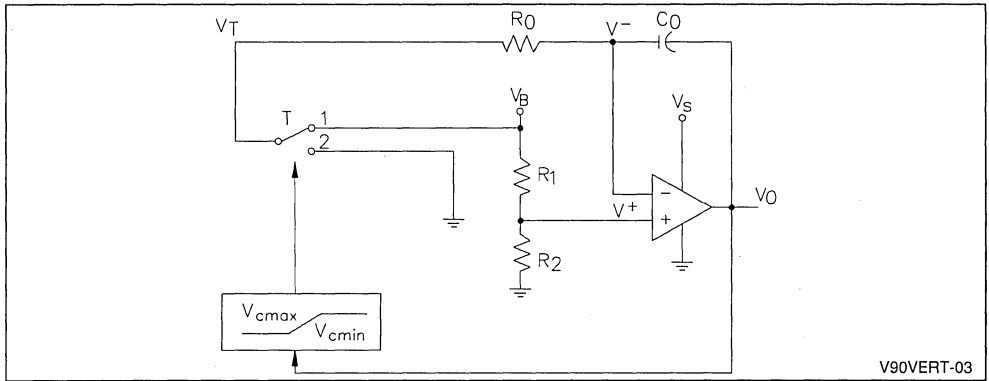 VT
R0
V−
C0
T
1
2
VB
VS
R1
V+
−
+
VO
R2
Vcmax
Vcmin
V90VERT-03